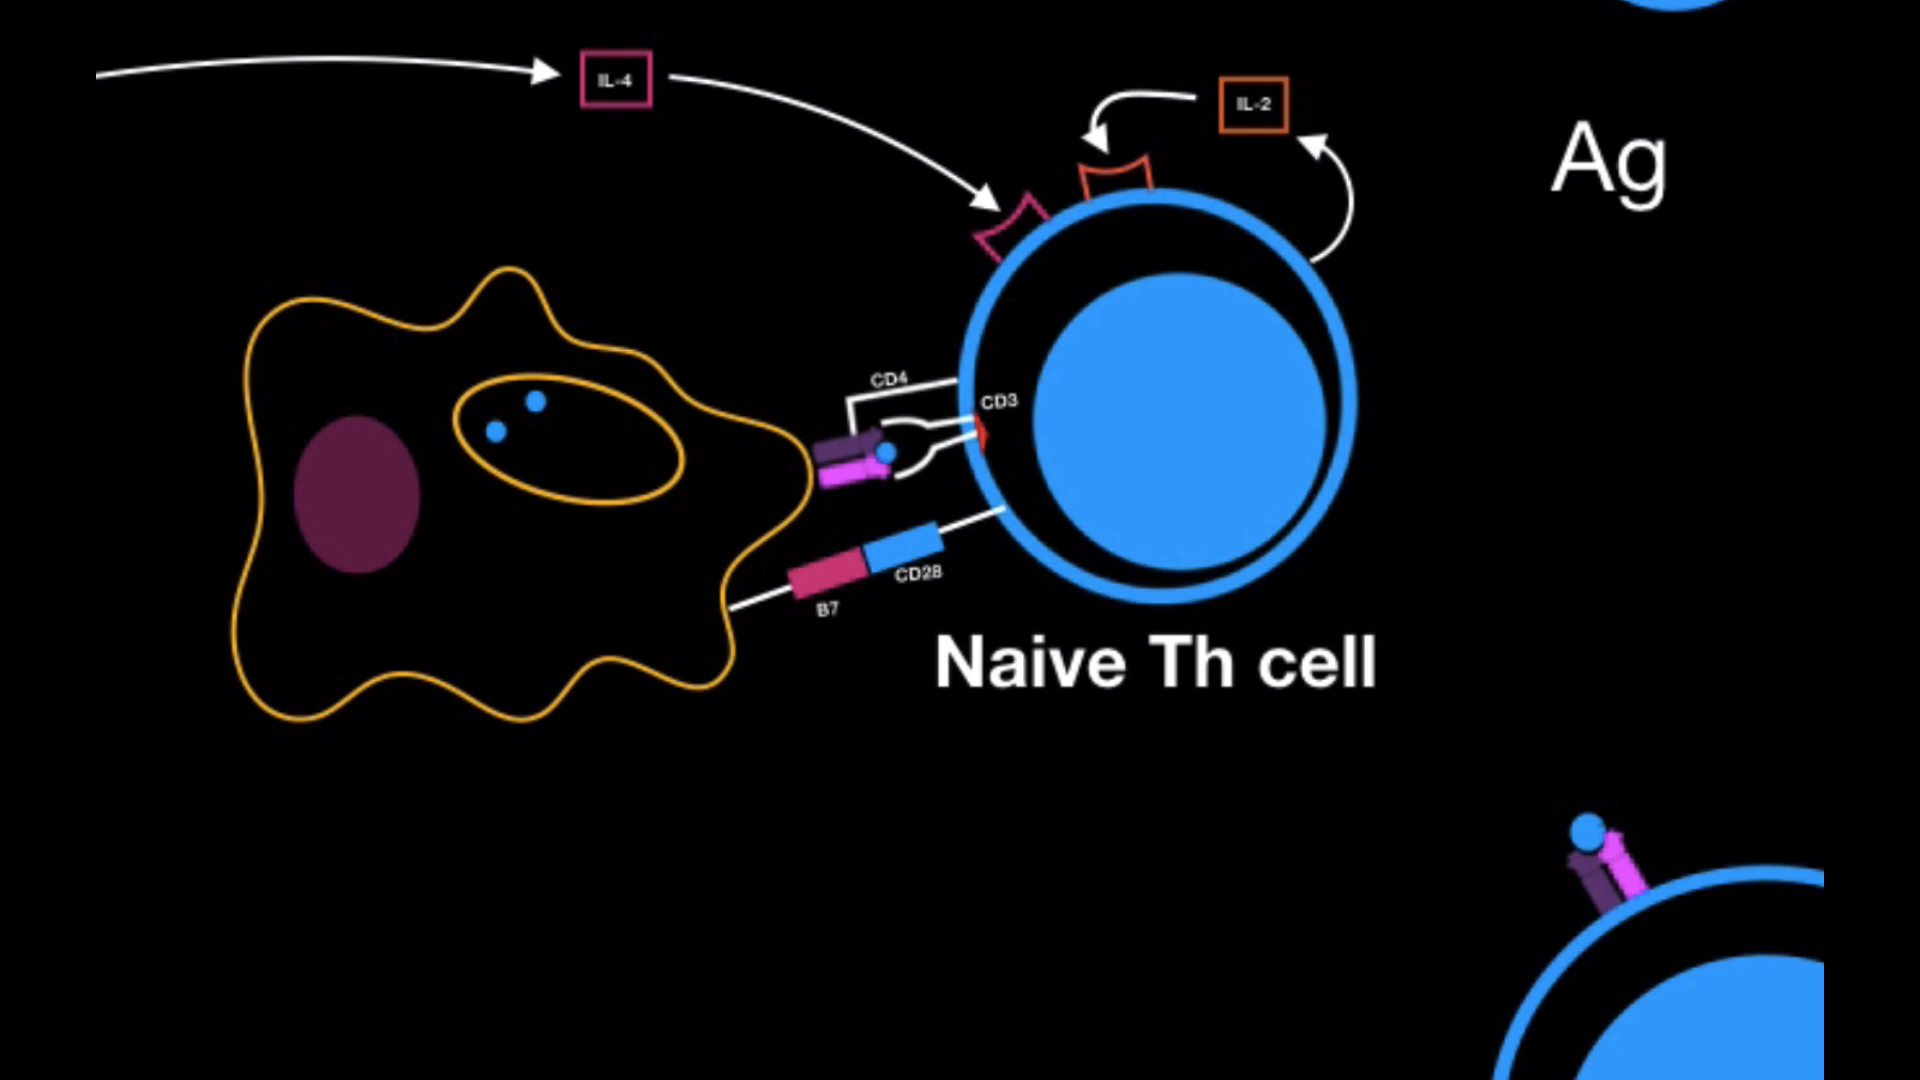 IL-4
IL-2
Ag
CD4
CD3
CD28
B7
Naive Th cell